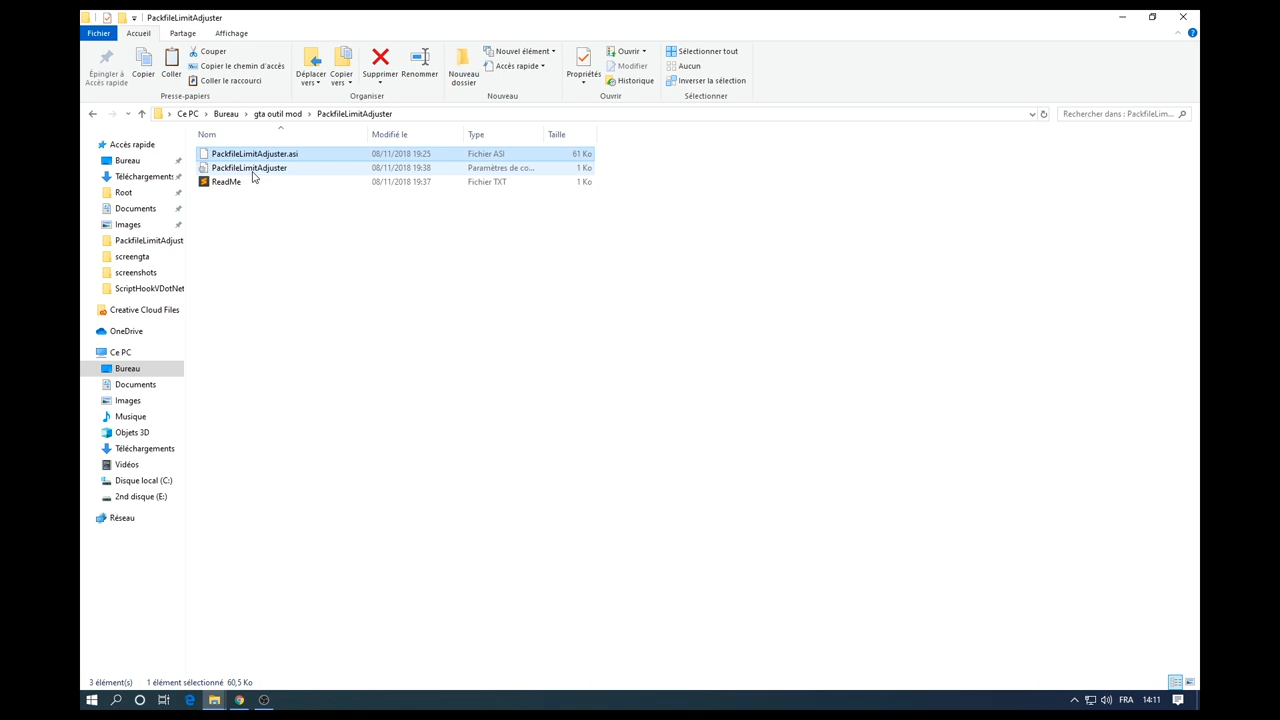 PackfileLimitAdjuster
Fichier Accueil Partage Affichage
Épingler à Accès rapide
Copier
Coller
Couper
Copier le chemin d'accès
Coller le raccourci
Presse-papiers
Déplacer vers
Copier vers
Supprimer
Renommer
Organiser
Nouveau dossier
Nouvel élément
Accès rapide
Nouveau
Propriétés
Ouvrir
Modifier
Historique
Ouvrir
Sélectionner tout
Aucun
Inverser la sélection
Sélectionner
Ce PC > Bureau > gta outil mod > PackfileLimitAdjuster
Rechercher dans : PackfileLim...
Nom Modifié le Type Taille
PackfileLimitAdjuster.asi 08/11/2018 19:25 Fichier ASI 61 Ko
PackfileLimitAdjuster 08/11/2018 19:38 Paramètres de co... 1 Ko
ReadMe 08/11/2018 19:37 Fichier TXT 1 Ko
Accès rapide
Bureau
Téléchargements
Root
Documents
Images
PackfileLimitAdjust
screengta
screenshots
ScriptHookVDotNet
Creative Cloud Files
OneDrive
Ce PC
Bureau
Documents
Images
Musique
Objets 3D
Téléchargements
Vidéos
Disque local (C:)
2nd disque (E:)
Réseau
3 élément(s) 1 élément sélectionné 60,5 Ko
FRA 14:11